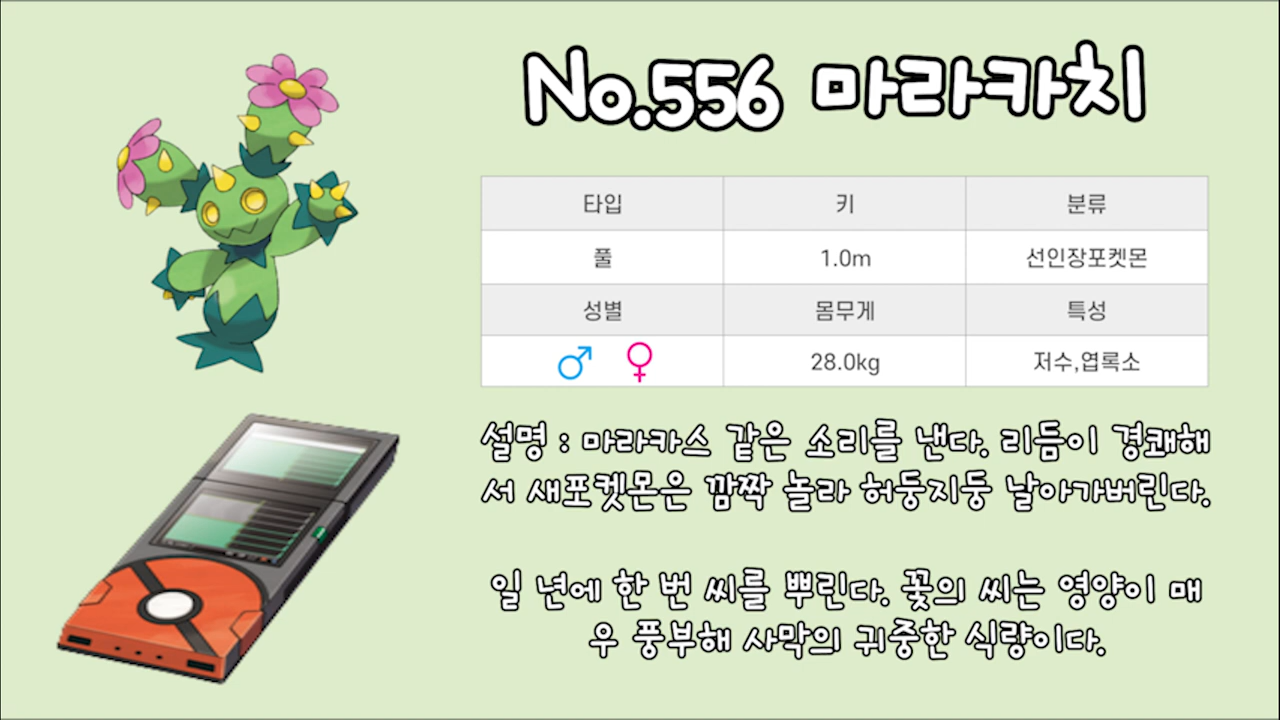 No.556 마라카치
타입 키 분류
풀 1.0m 선인장포켓몬
성별 몸무게 특성
♂ ♀ 28.0kg 저수,엽록소
설명 : 마라카스 같은 소리를 낸다. 리듬이 경쾌해
서 새포켓몬은 깜짝 놀라 허둥지둥 날아가버린다.
일 년에 한 번 씨를 뿌린다. 꽃의 씨는 영양이 매
우 풍부해 사막의 귀중한 식량이다.